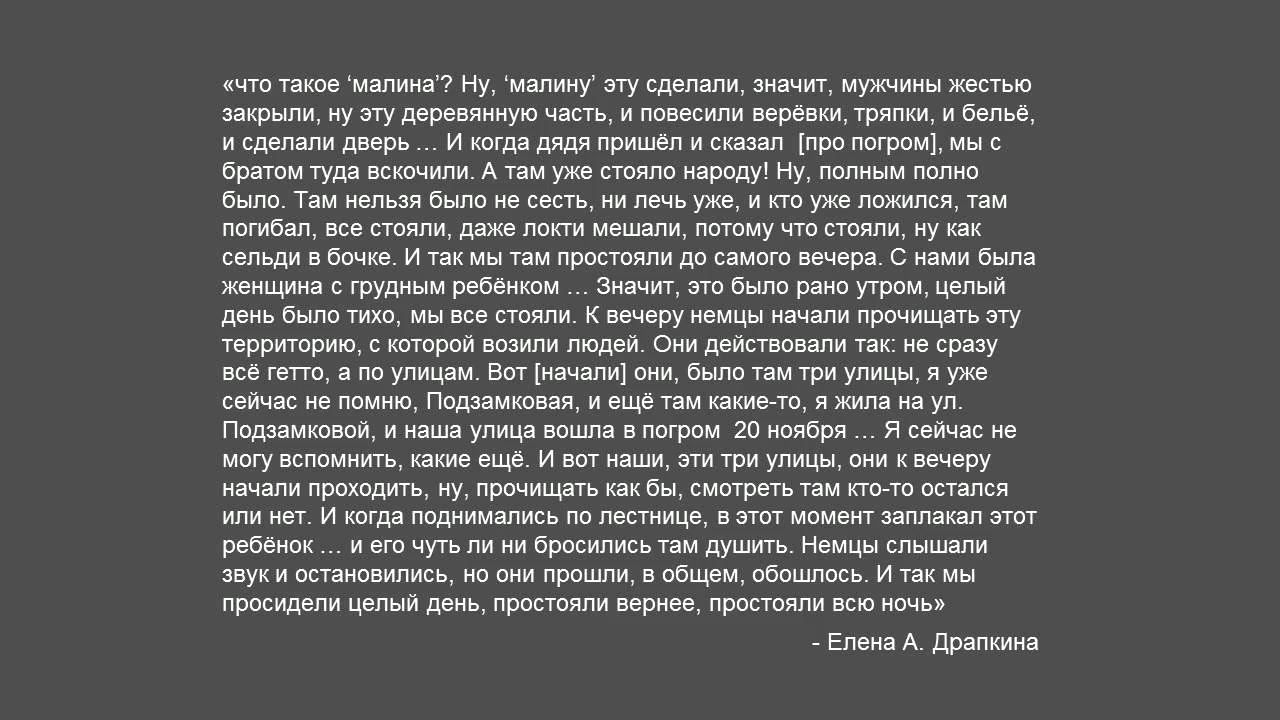 «что такое ‘малина’? Ну, ‘малину’ эту сделали, значит, мужчины жестью
закрыли, ну эту деревянную часть, и повесили верёвки, тряпки, и бельё,
и сделали дверь … И когда дядя пришёл и сказал  [про погром], мы с
братом туда вскочили. А там уже стояло народу! Ну, полным полно
было. Там нельзя было не сесть, ни лечь уже, и кто уже ложился, там
погибал, все стояли, даже локти мешали, потому что стояли, ну как
сельди в бочке. И так мы там простояли до самого вечера. С нами была
женщина с грудным ребёнком … Значит, это было рано утром, целый
день было тихо, мы все стояли. К вечеру немцы начали прочищать эту
территорию, с которой возили людей. Они действовали так: не сразу
всё гетто, а по улицам. Вот [начали] они, было там три улицы, я уже
сейчас не помню, Подзамковая, и ещё там какие-то, я жила на ул.
Подзамковой, и наша улица вошла в погром  20 ноября … Я сейчас не
могу вспомнить, какие ещё. И вот наши, эти три улицы, они к вечеру
начали проходить, ну, прочищать как бы, смотреть там кто-то остался
или нет. И когда поднимались по лестнице, в этот момент заплакал этот
ребёнок … и его чуть ли ни бросились там душить. Немцы слышали
звук и остановились, но они прошли, в общем, обошлось. И так мы
просидели целый день, простояли вернее, простояли всю ночь»
- Елена А. Драпкина